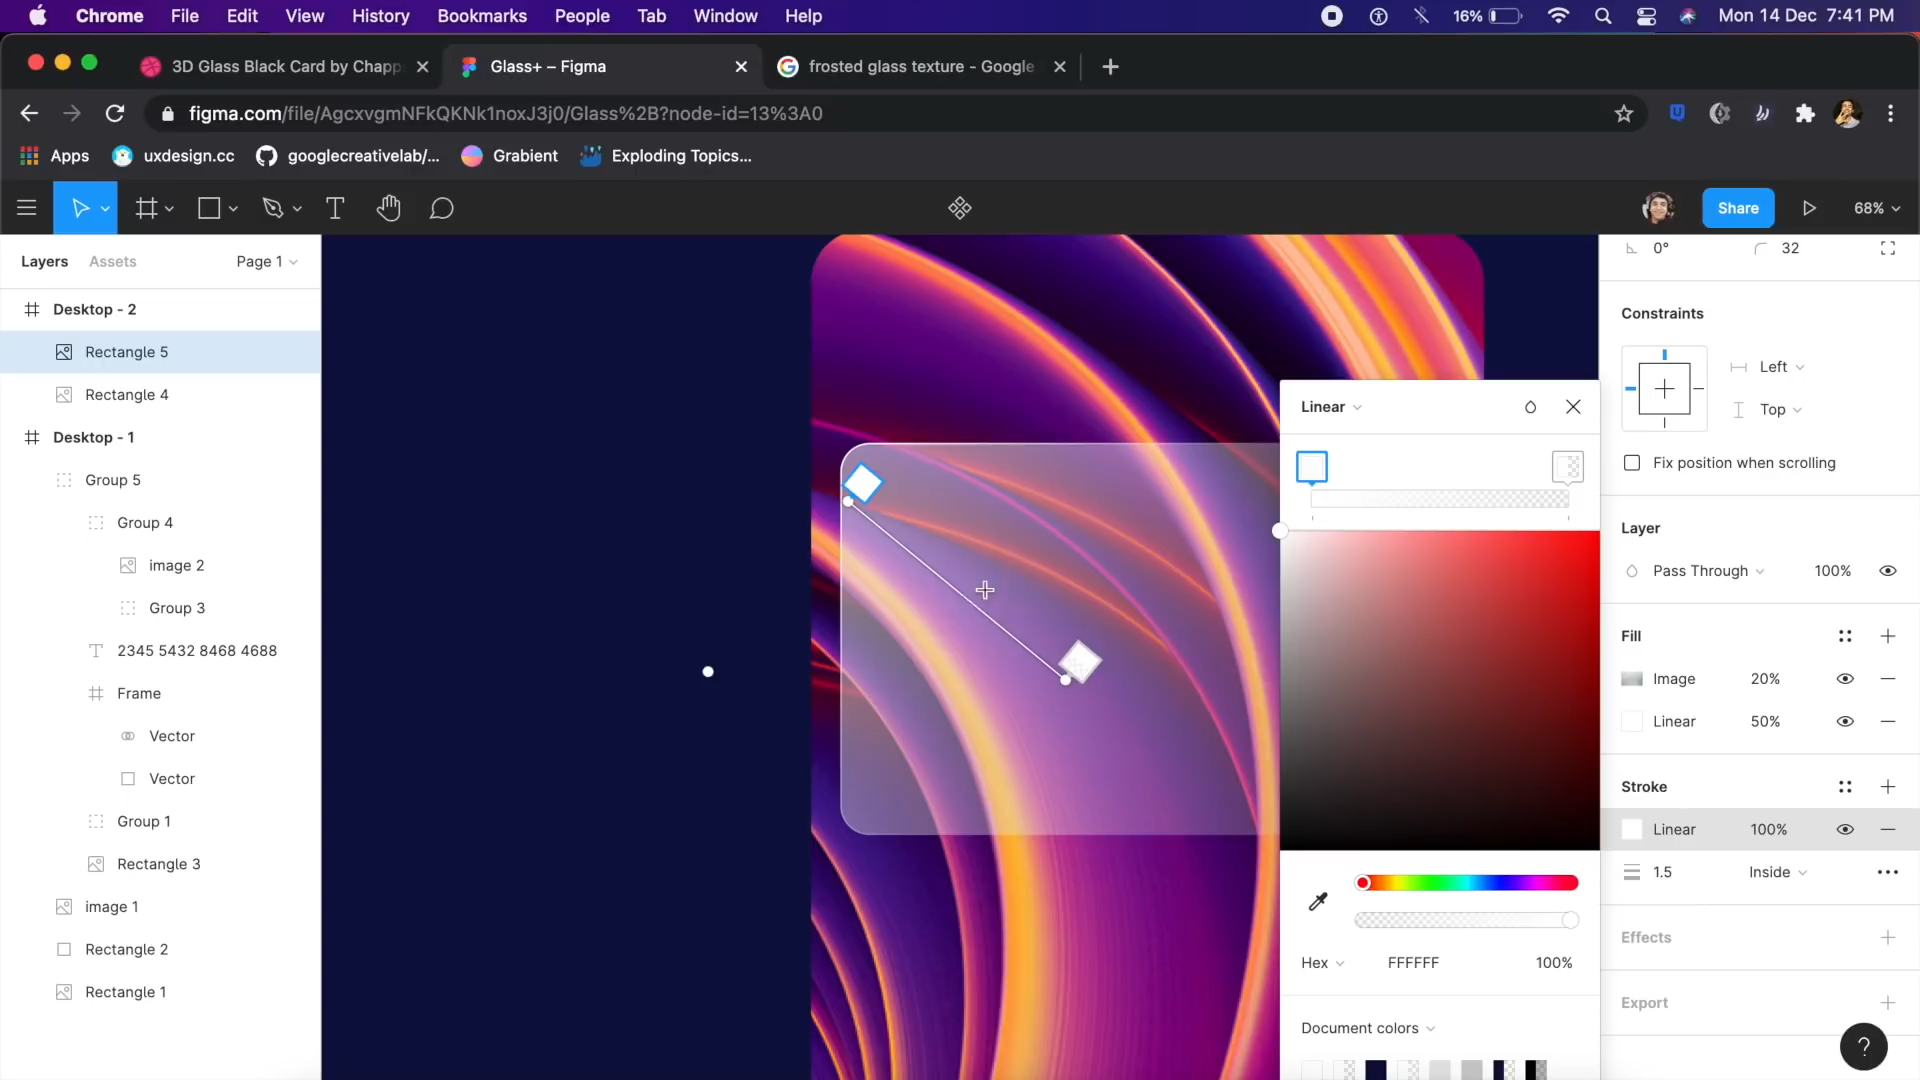 Chrome File Edit View History Bookmarks People Tab Window Help 16% Mon 14 Dec 7:41 PM
3D Glass Black Card by Chapp Glass+ – Figma frosted glass texture - Google
figma.com/file/AgcxvgmNFkQKNk1noxJ3j0/Glass%2B?node-id=13%3A0
Apps uxdesign.cc googlecreativelab/... Grabient Exploding Topics...
Share 68%
Layers Assets Page 1
Desktop - 2
Rectangle 5
Rectangle 4
Desktop - 1
Group 5
Group 4
image 2
Group 3
2345 5432 8468 4688
Frame
Vector
Vector
Group 1
Rectangle 3
image 1
Rectangle 2
Rectangle 1
Linear
Hex FFFFFF 100%
Document colors
0° 32
Constraints
Left
Top
Fix position when scrolling
Layer
Pass Through 100%
Fill
Image 20%
Linear 50%
Stroke
Linear 100%
1.5 Inside
Effects
Export
?